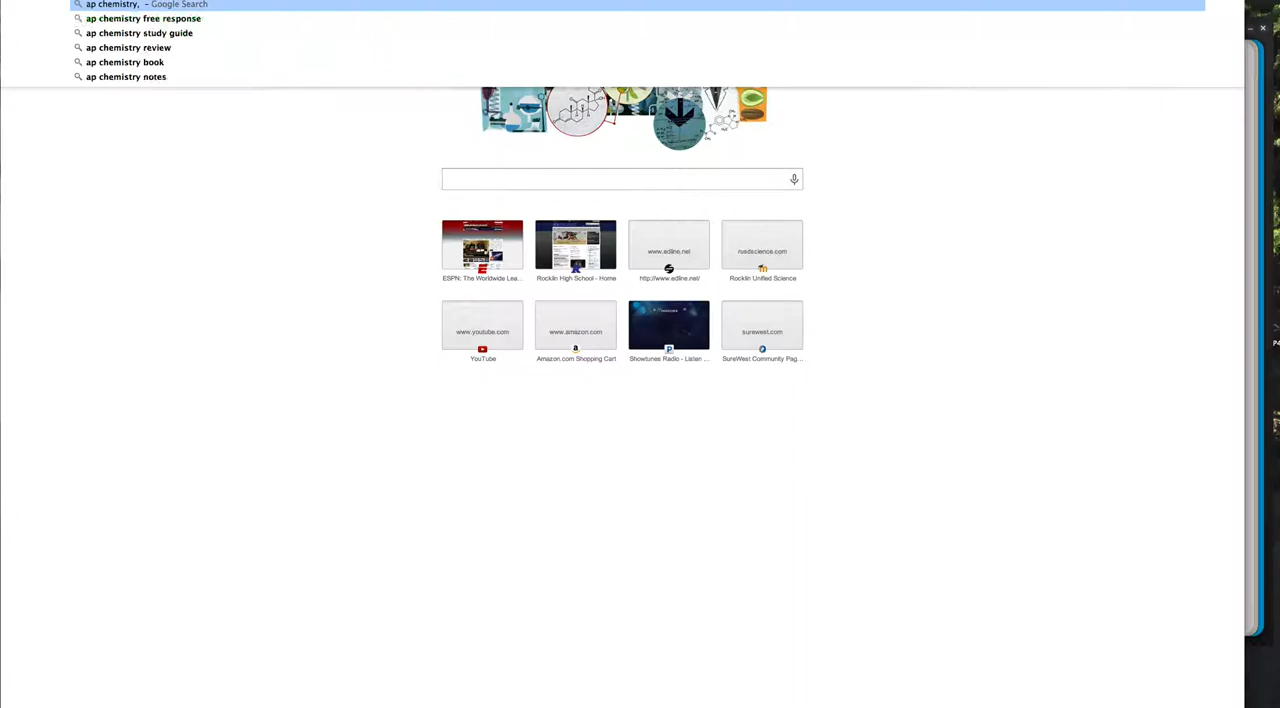 ap chemistry, - Google Search
ap chemistry free response
ap chemistry study guide
ap chemistry review
ap chemistry book
ap chemistry notes
www.edline.net
rusdscience.com
ESPN: The Worldwide Lea...
Rocklin High School - Home
http://www.edline.net/
Rocklin Unified Science
www.youtube.com
www.amazon.com
surewest.com
YouTube
Amazon.com Shopping Cart
Showtunes Radio - Listen ...
SureWest Community Pag...